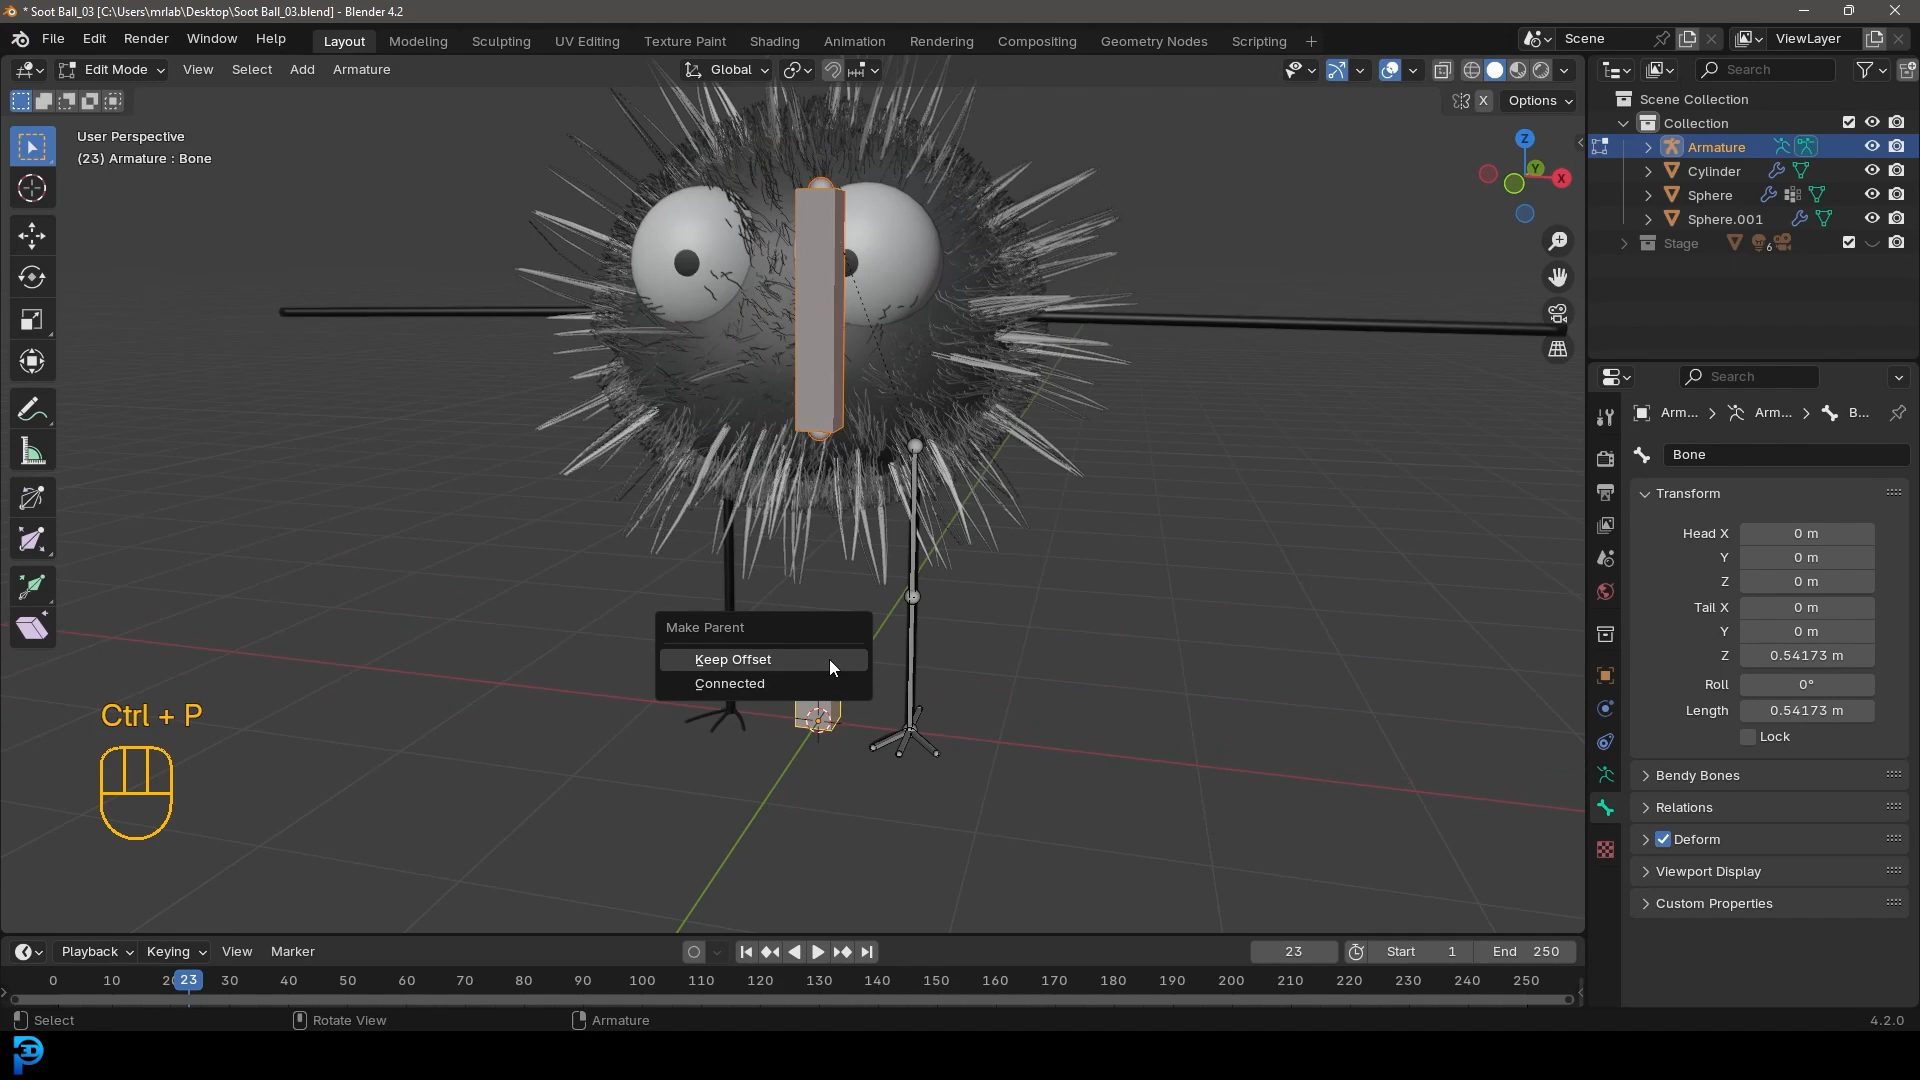 * Soot Ball_03 [C:\Users\mrlab\Desktop\Soot Ball_03.blend] - Blender 4.2
File Edit Render Window Help Layout Modeling Sculpting UV Editing Texture Paint Shading Animation Rendering Compositing Geometry Nodes Scripting Scene ViewLayer
Edit Mode View Select Add Armature Global Search
X Options
Scene Collection
Collection
Armature
Cylinder
Sphere
Sphere.001
Stage 6
User Perspective
(23) Armature : Bone
Z
Y
X
Search
Arm... Arm... B...
Bone
Transform
Head X 0 m
Y 0 m
Z 0 m
Tail X 0 m
Y 0 m
Z 0.54173 m
Roll 0°
Length 0.54173 m
Lock
Bendy Bones
Relations
Deform
Viewport Display
Custom Properties
Make Parent
Keep Offset
Connected
Ctrl + P
Playback Keying View Marker 23 Start 1 End 250
0 10 23 30 40 50 60 70 80 90 100 110 120 130 140 150 160 170 180 190 200 210 220 230 240 250
Select Rotate View Armature 4.2.0